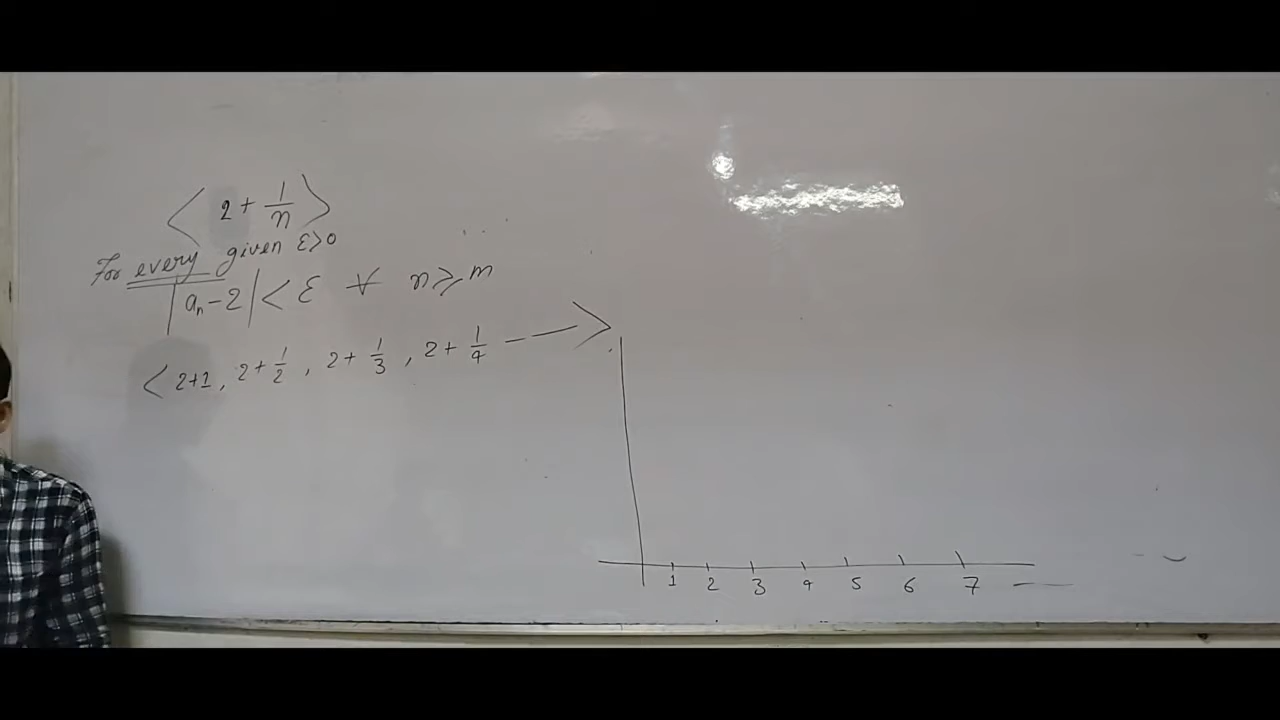 < 2 + 1/n >
For every given ε>0
|aₙ-2| < ε ∀ n ≥ m
< 2+1, 2+1/2, 2+1/3, 2+1/4 — — >
1 2 3 4 5 6 7 — —